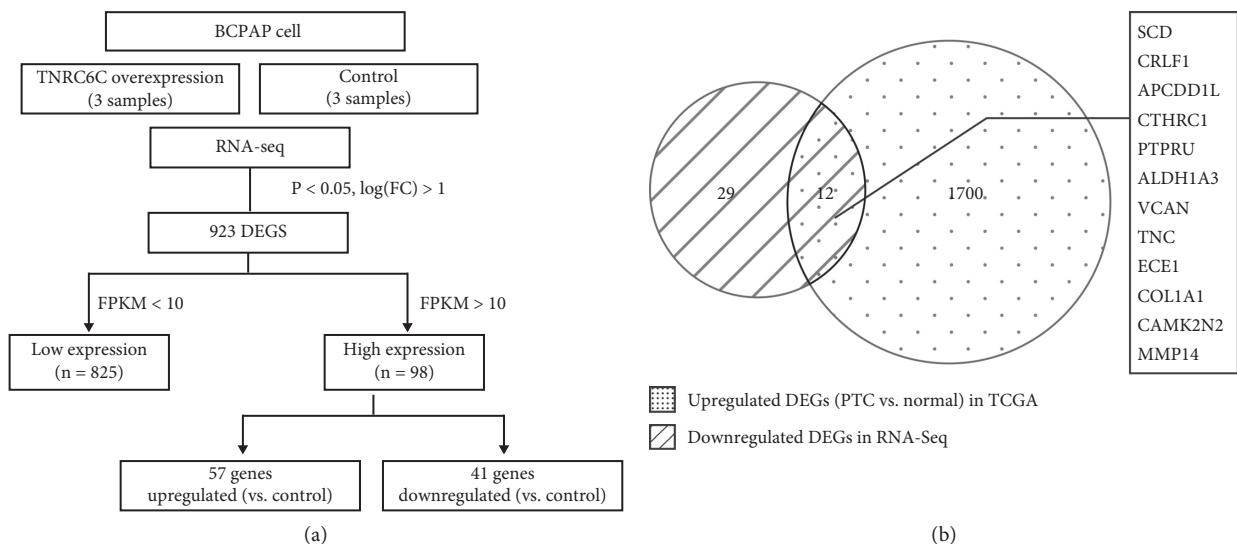 BCPAP cell
TNRC6C overexpression
(3 samples)
Control
(3 samples)
RNA-seq
P < 0.05, log(FC) > 1
923 DEGS
FPKM < 10
FPKM > 10
Low expression
(n = 825)
High expression
(n = 98)
57 genes
upregulated (vs. control)
41 genes
downregulated (vs. control)
(a)
29
12
1700
SCD
CRLF1
APCDD1L
CTHRC1
PTPRU
ALDH1A3
VCAN
TNC
ECE1
COL1A1
CAMK2N2
MMP14
Upregulated DEGs (PTC vs. normal) in TCGA
Downregulated DEGs in RNA-Seq
(b)